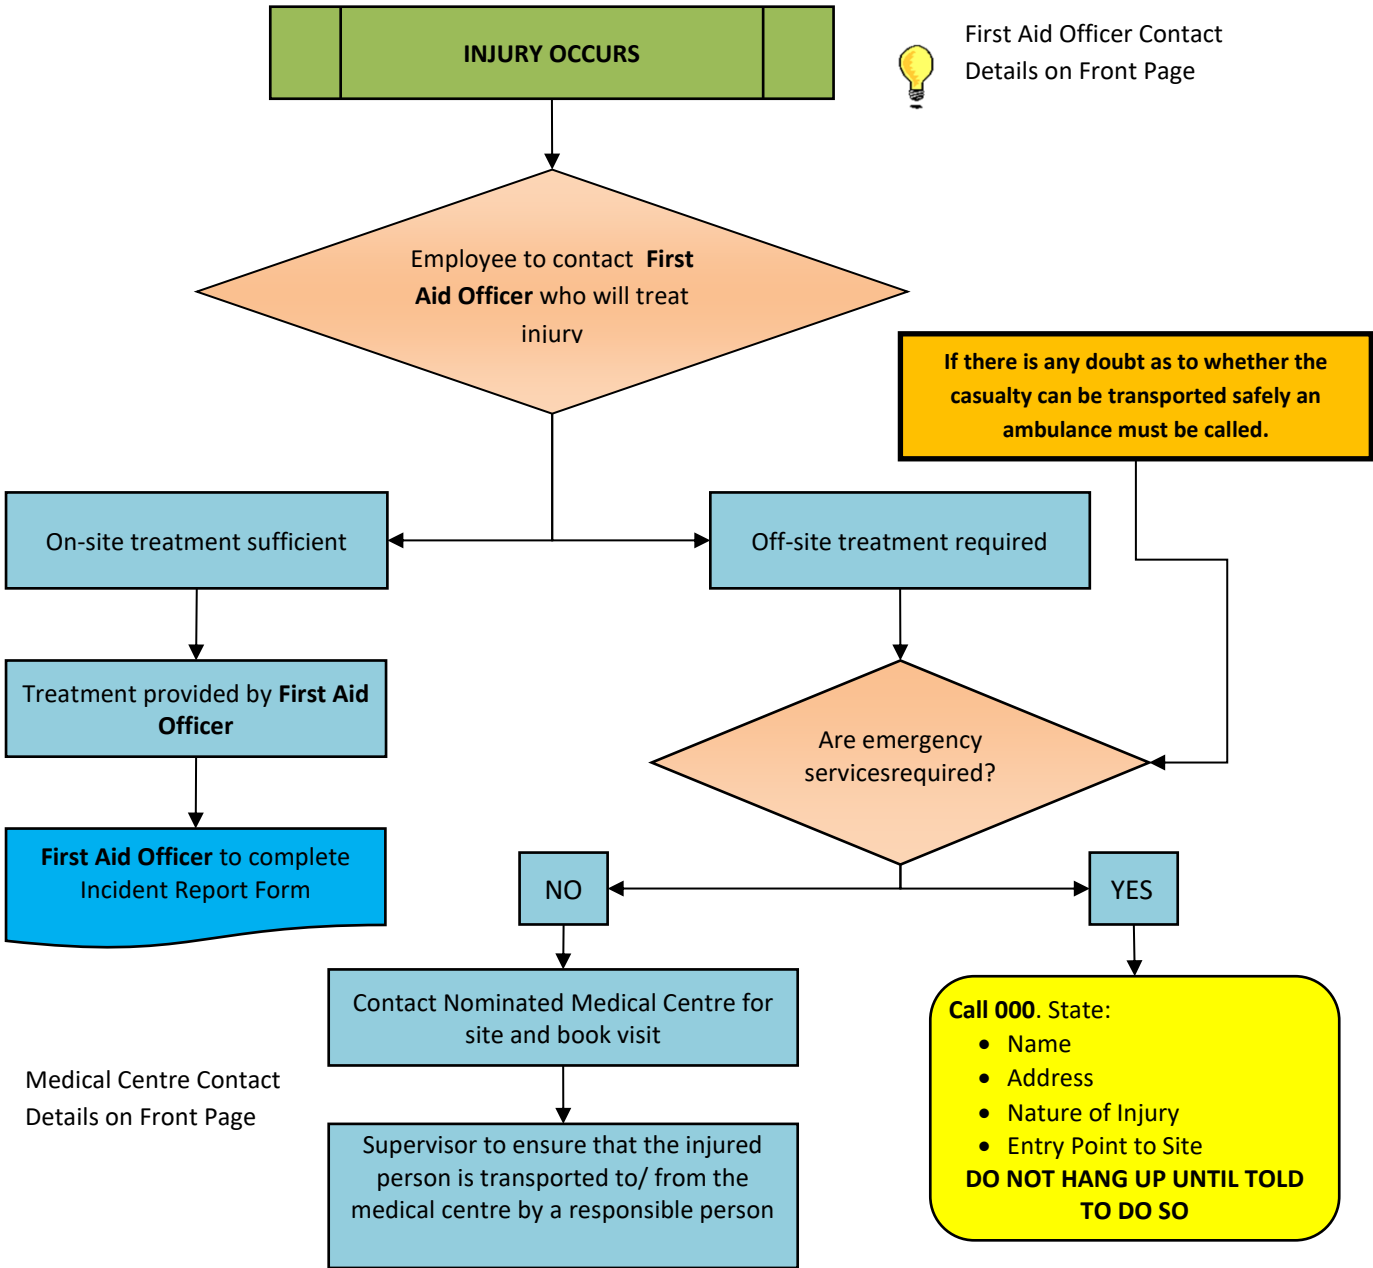 INJURY OCCURS
First Aid Officer Contact
Details on Front Page
Employee to contact  First
Aid Officer who will treat
injury
If there is any doubt as to whether the
casualty can be transported safely an
ambulance must be called.
On-site treatment sufficient
Off-site treatment required
Treatment provided by First Aid
Officer
Are emergency
servicesrequired?
First Aid Officer to complete
Incident Report Form
NO
YES
Contact Nominated Medical Centre for
site and book visit
Call 000. State:
• Name
• Address
• Nature of Injury
• Entry Point to Site
DO NOT HANG UP UNTIL TOLD
TO DO SO
Medical Centre Contact
Details on Front Page
Supervisor to ensure that the injured
person is transported to/ from the
medical centre by a responsible person